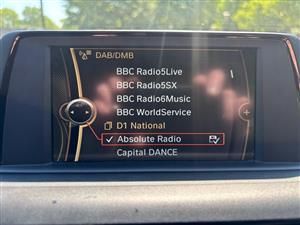 DAB/DMB
BBC Radio5Live
BBC Radio5SX
BBC Radio6Music
BBC WorldService
D1 National
Absolute Radio
Capital DANCE